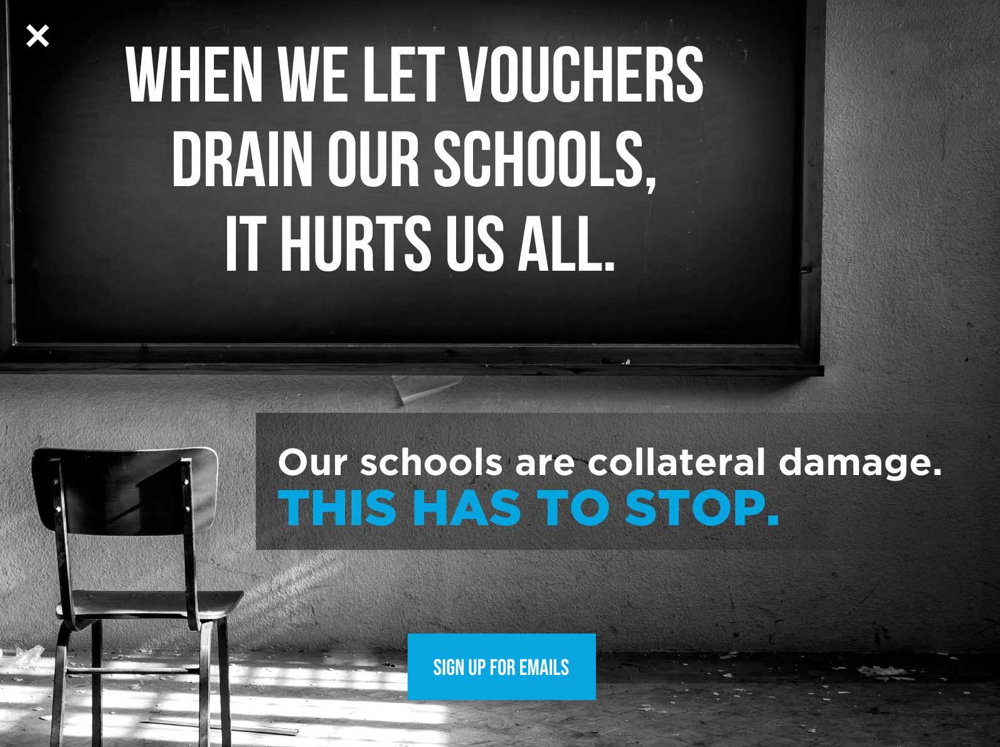 WHEN WE LET VOUCHERS
DRAIN OUR SCHOOLS,
IT HURTS US ALL.
Our schools are collateral damage.
THIS HAS TO STOP.
SIGN UP FOR EMAILS